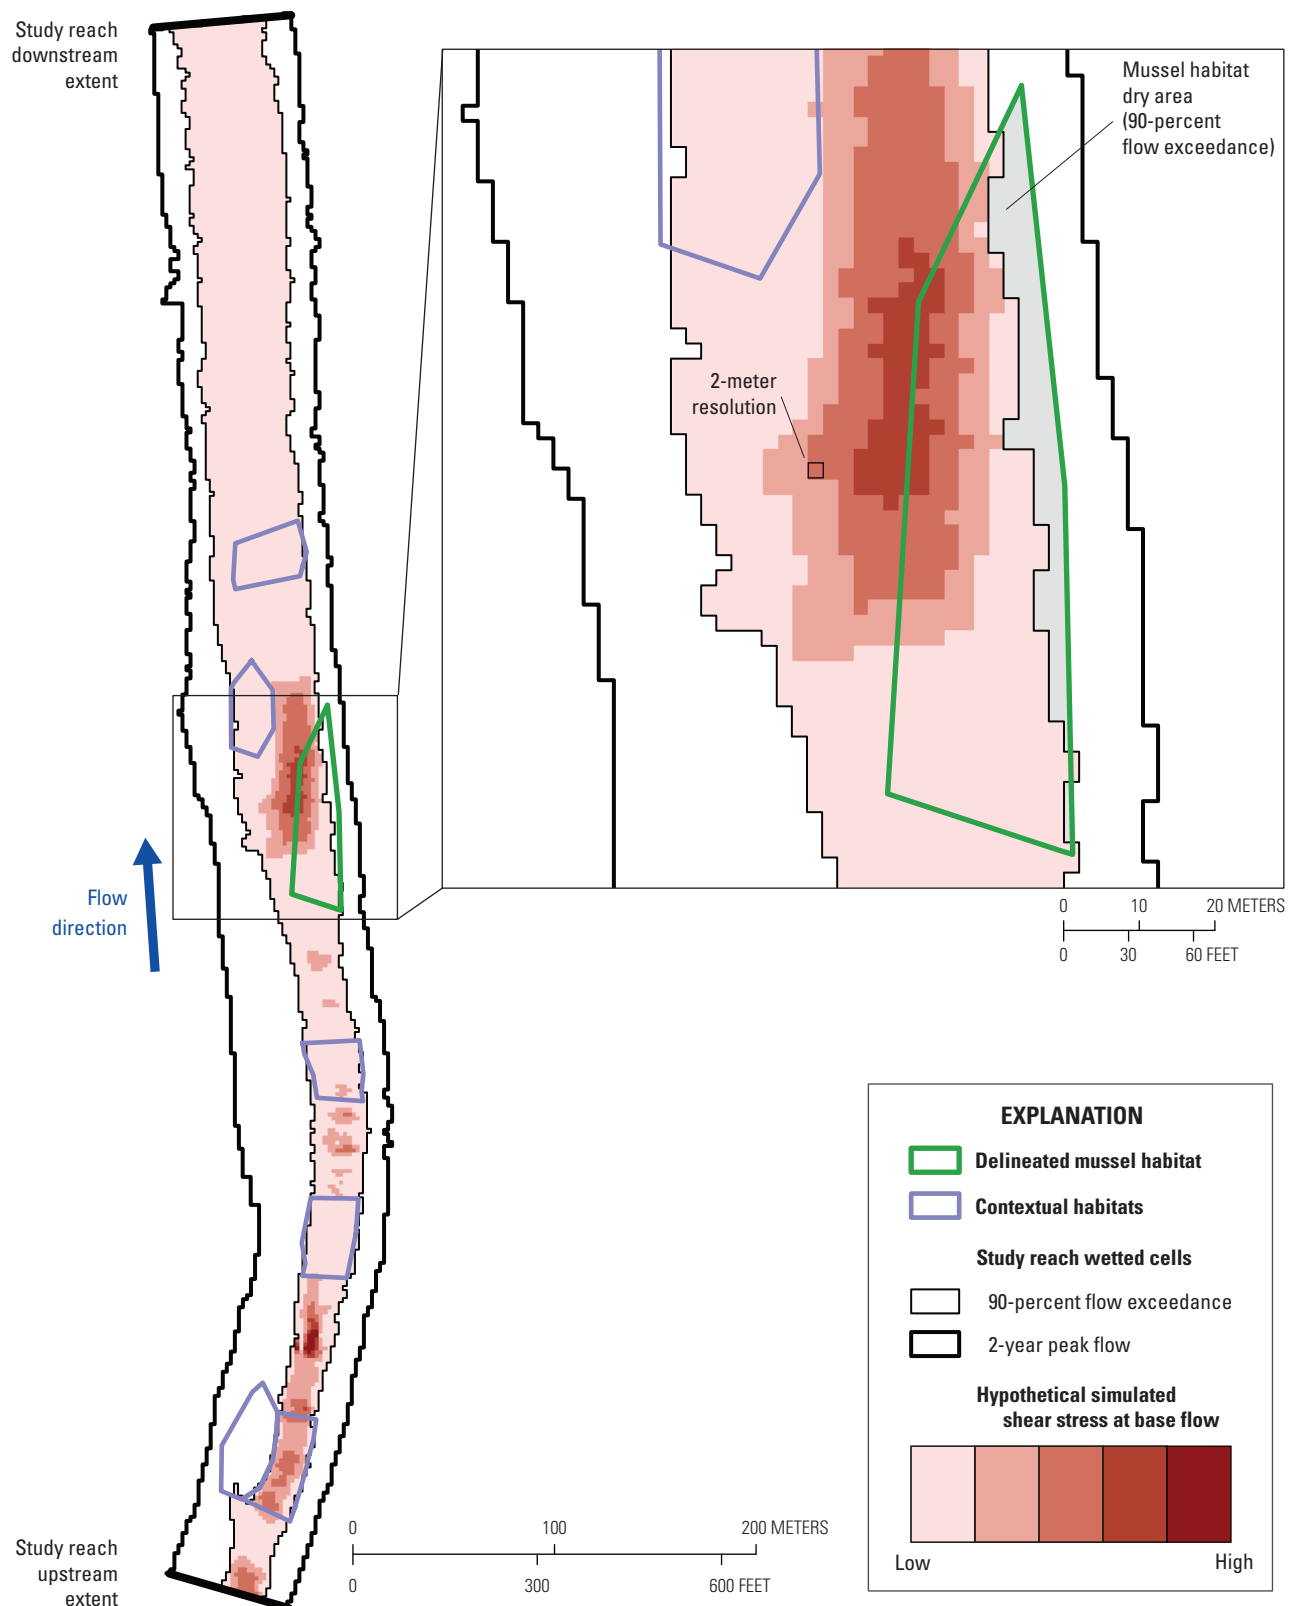 Study reach
downstream
extent
Mussel habitat
dry area
(90-percent
flow exceedance)
2-meter
resolution
Flow
direction
0 10 20 METERS
0 30 60 FEET
EXPLANATION
Delineated mussel habitat
Contextual habitats
Study reach wetted cells
90-percent flow exceedance
2-year peak flow
Hypothetical simulated
shear stress at base flow
Low High
0 100 200 METERS
0 300 600 FEET
Study reach
upstream
extent